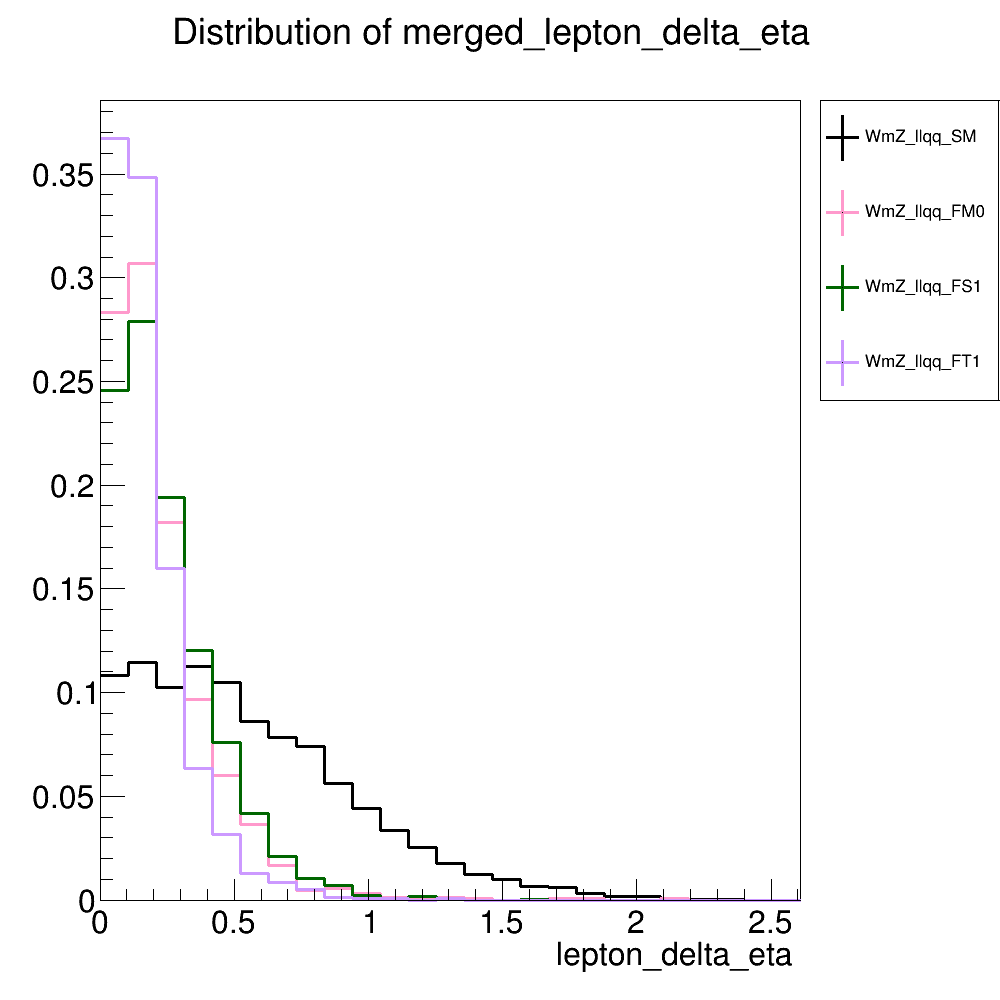 Distribution of merged_lepton_delta_eta
WmZ_llqq_SM
WmZ_llqq_FM0
WmZ_llqq_FS1
WmZ_llqq_FT1
0.35
0.3
0.25
0.2
0.15
0.1
0.05
0
0 0.5 1 1.5 2 2.5
lepton_delta_eta